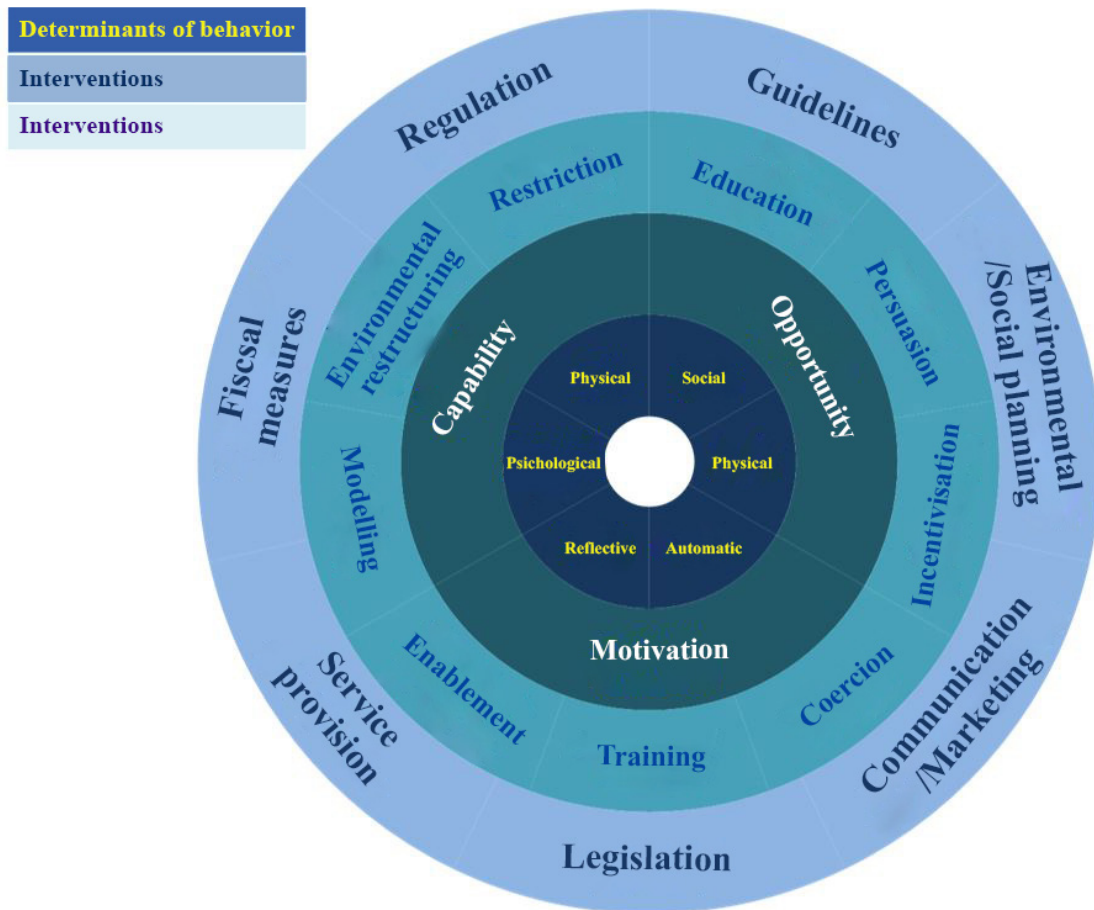 Determinants of behavior
Interventions
Interventions
Regulation
Guidelines
Environmental
/Social planning
Communication
/Marketing
Legislation
Service
provision
Fiscsal
measures
Restriction
Education
Persuasion
Incentivisation
Coercion
Training
Enablement
Modelling
Environmental
restructuring
Capability
Opportunity
Motivation
Physical
Social
Psichological
Physical
Reflective
Automatic